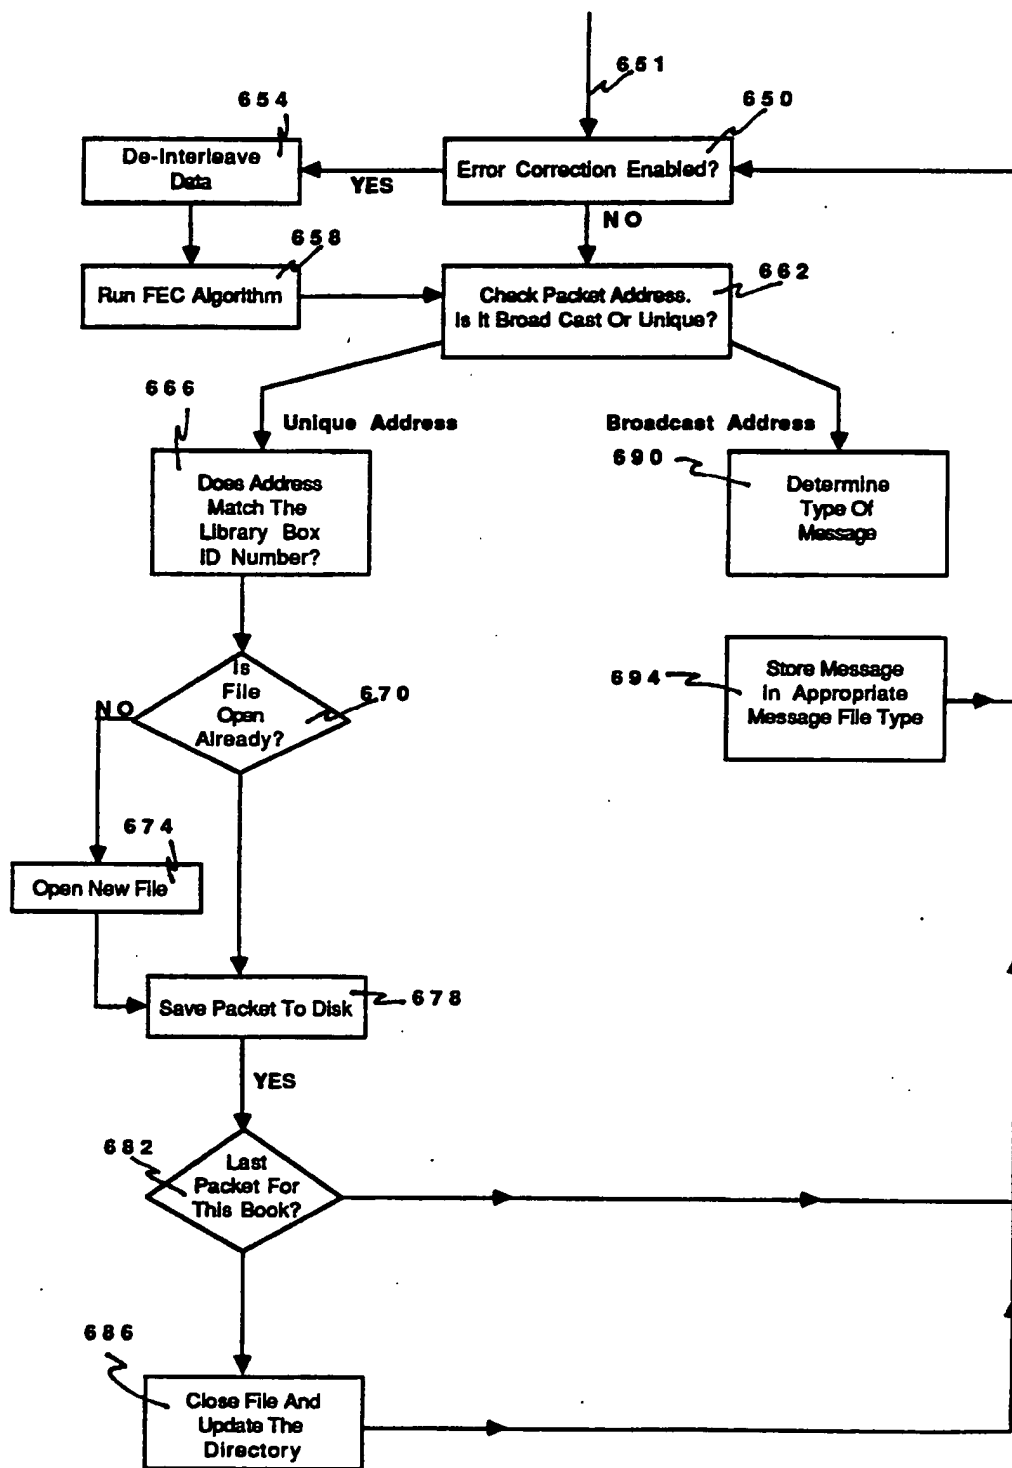 651
654
650
De-Interleave
Data
YES
Error Correction Enabled?
NO
658
662
Run FEC Algorithm
Check Packet Address.
Is It Broad Cast Or Unique?
666
Unique Address
Broadcast Address
690
Does Address
Match The
Library Box
ID Number?
Determine
Type Of
Message
Is
File
Open
Already?
670
NO
694
Store Message
in Appropriate
Message File Type
674
Open New File
Save Packet To Disk
678
YES
682
Last
Packet For
This Book?
686
Close File And
Update The
Directory